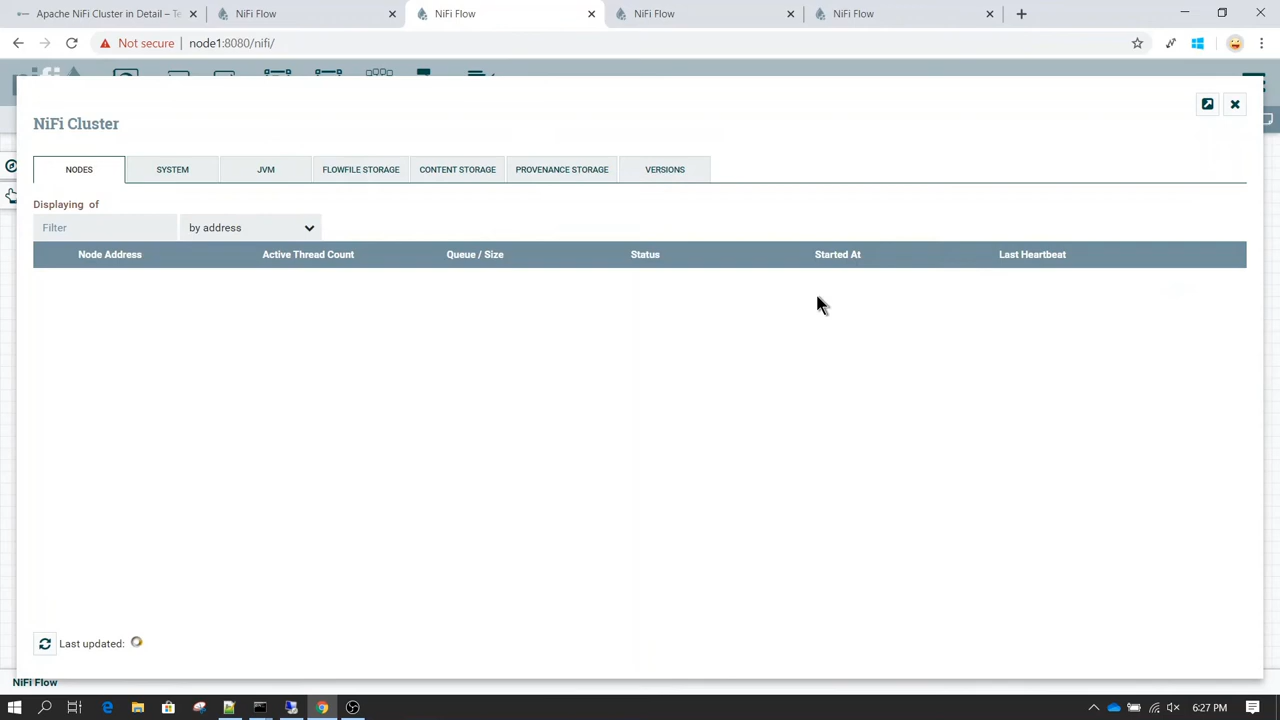 Apache NiFi Cluster in Detail – Te
NiFi Flow
NiFi Flow
NiFi Flow
NiFi Flow
Not secure
node1:8080/nifi/
nifi
NiFi Cluster
NODES
SYSTEM
JVM
FLOWFILE STORAGE
CONTENT STORAGE
PROVENANCE STORAGE
VERSIONS
Displaying of
Filter
by address
Node Address
Active Thread Count
Queue / Size
Status
Started At
Last Heartbeat
Last updated:
NiFi Flow
6:27 PM